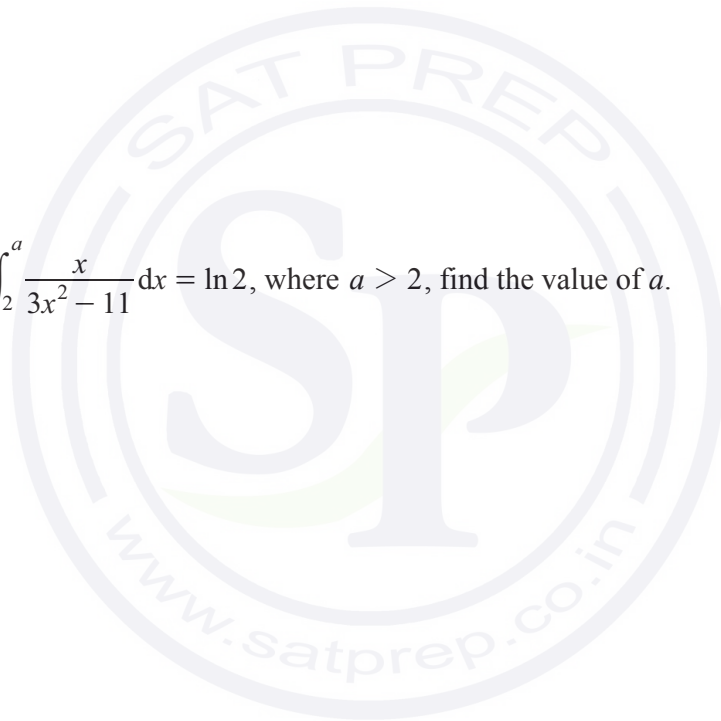 SAT PREP
∫₂ᵃ x/(3x² − 11) dx = ln 2, where a > 2, find the value of a.
SP
www.satprep.co.in